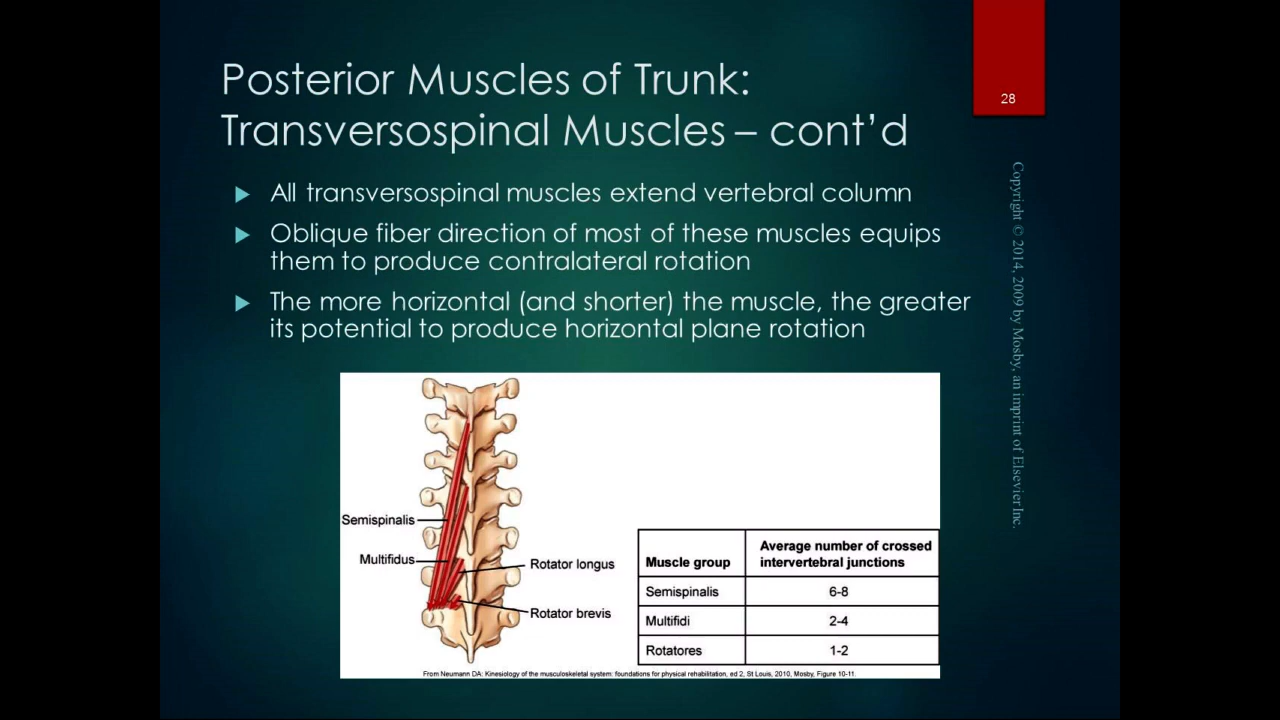 Posterior Muscles of Trunk:
Transversospinal Muscles – cont’d
28
All transversospinal muscles extend vertebral column
Oblique fiber direction of most of these muscles equips
them to produce contralateral rotation
The more horizontal (and shorter) the muscle, the greater
its potential to produce horizontal plane rotation
Copyright © 2014, 2009 by Mosby, an imprint of Elsevier Inc.
Semispinalis
Multifidus
Rotator longus
Rotator brevis
Muscle group
Average number of crossed
intervertebral junctions
Semispinalis 6-8
Multifidi 2-4
Rotatores 1-2
From Neumann DA: Kinesiology of the musculoskeletal system: foundations for physical rehabilitation, ed 2, St Louis, 2010, Mosby, Figure 10-11.